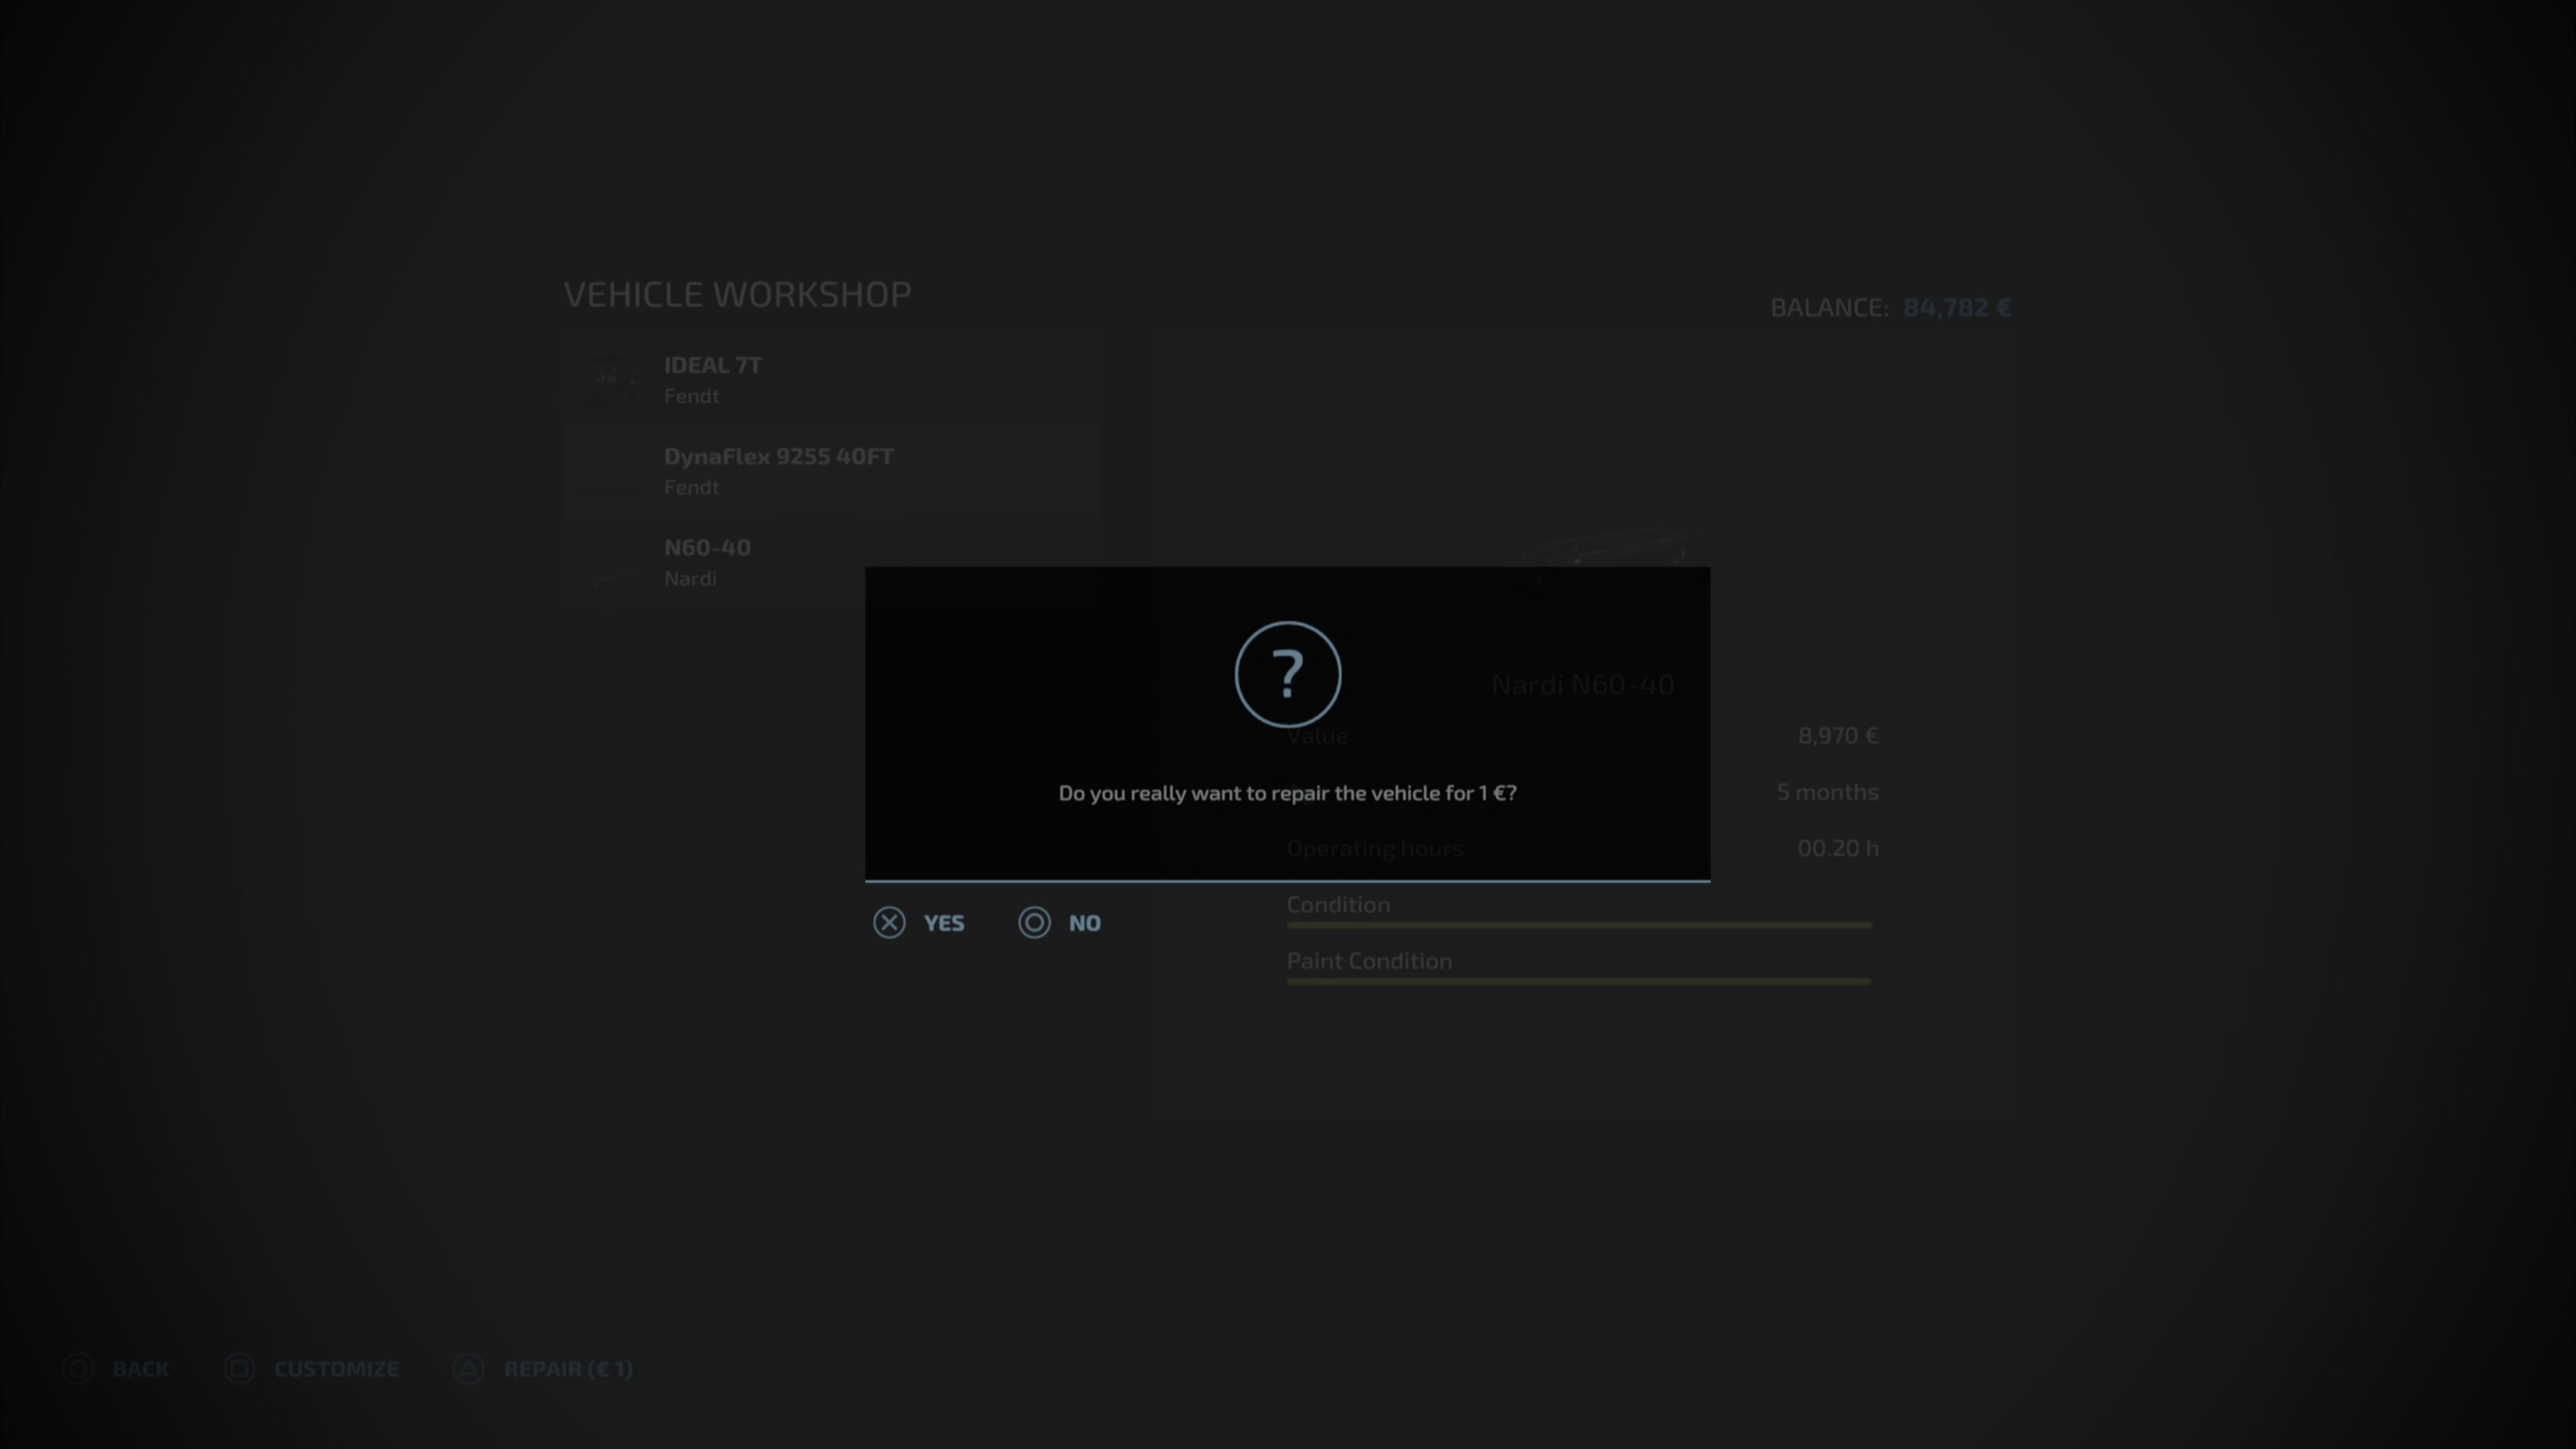 VEHICLE WORKSHOP
BALANCE: 84,782 €
IDEAL 7T
Fendt
DynaFlex 9255 40FT
Fendt
N60-40
Nardi
?
Nardi N60-40
Value 8,970 €
Do you really want to repair the vehicle for 1 €?
5 months
Operating hours 00.20 h
Condition
YES NO
Paint Condition
BACK CUSTOMIZE REPAIR (€ 1)